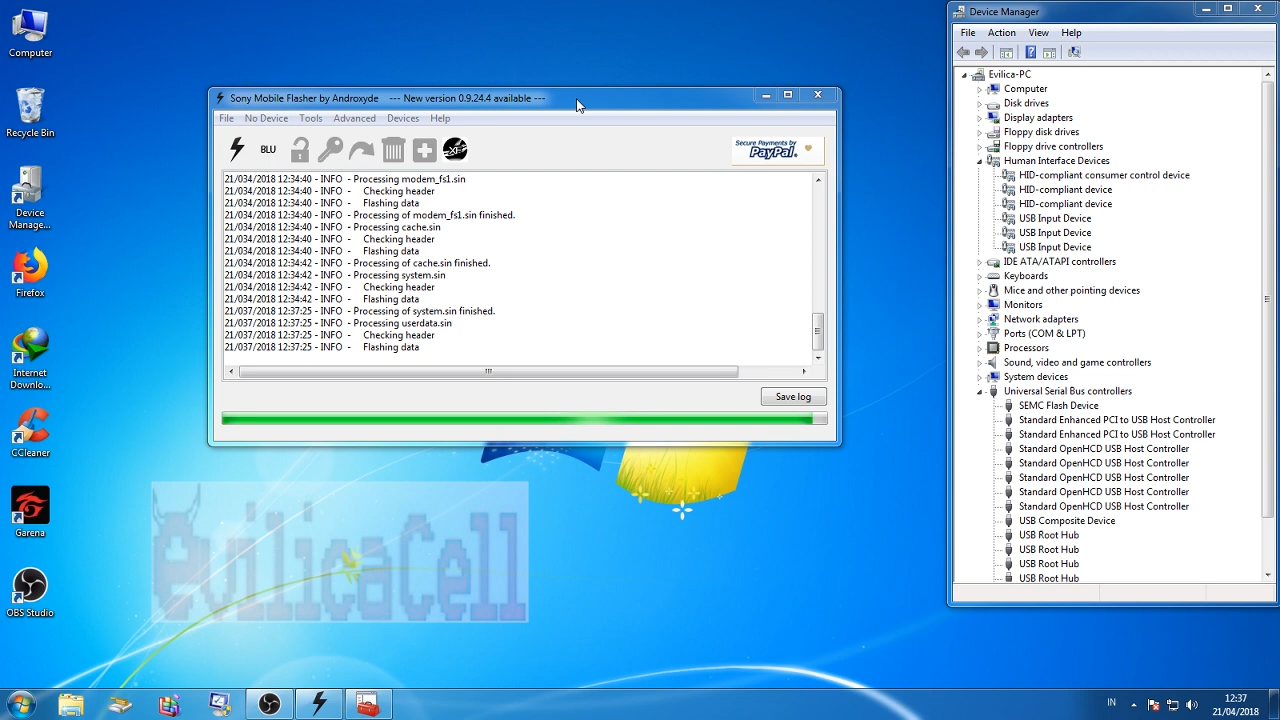 Computer
Recycle Bin
Device
Manage...
Firefox
Internet
Downlo...
CCleaner
Garena
OBS Studio
Sony Mobile Flasher by Androxyde --- New version 0.9.24.4 available ---
File No Device Tools Advanced Devices Help
BLU
Secure Payments by
PayPal.
21/034/2018 12:34:40 - INFO - Processing modem_fs1.sin
21/034/2018 12:34:40 - INFO - Checking header
21/034/2018 12:34:40 - INFO - Flashing data
21/034/2018 12:34:40 - INFO - Processing of modem_fs1.sin finished.
21/034/2018 12:34:40 - INFO - Processing cache.sin
21/034/2018 12:34:40 - INFO - Checking header
21/034/2018 12:34:40 - INFO - Flashing data
21/034/2018 12:34:42 - INFO - Processing of cache.sin finished.
21/034/2018 12:34:42 - INFO - Processing system.sin
21/034/2018 12:34:42 - INFO - Checking header
21/034/2018 12:34:42 - INFO - Flashing data
21/037/2018 12:37:25 - INFO - Processing of system.sin finished.
21/037/2018 12:37:25 - INFO - Processing userdata.sin
21/037/2018 12:37:25 - INFO - Checking header
21/037/2018 12:37:25 - INFO - Flashing data
Save log
Device Manager
File Action View Help
Evilica-PC
Computer
Disk drives
Display adapters
Floppy disk drives
Floppy drive controllers
Human Interface Devices
HID-compliant consumer control device
HID-compliant device
HID-compliant device
USB Input Device
USB Input Device
USB Input Device
IDE ATA/ATAPI controllers
Keyboards
Mice and other pointing devices
Monitors
Network adapters
Ports (COM & LPT)
Processors
Sound, video and game controllers
System devices
Universal Serial Bus controllers
SEMC Flash Device
Standard Enhanced PCI to USB Host Controller
Standard Enhanced PCI to USB Host Controller
Standard OpenHCD USB Host Controller
Standard OpenHCD USB Host Controller
Standard OpenHCD USB Host Controller
Standard OpenHCD USB Host Controller
Standard OpenHCD USB Host Controller
USB Composite Device
USB Root Hub
USB Root Hub
USB Root Hub
USB Root Hub
IN
12:37
21/04/2018